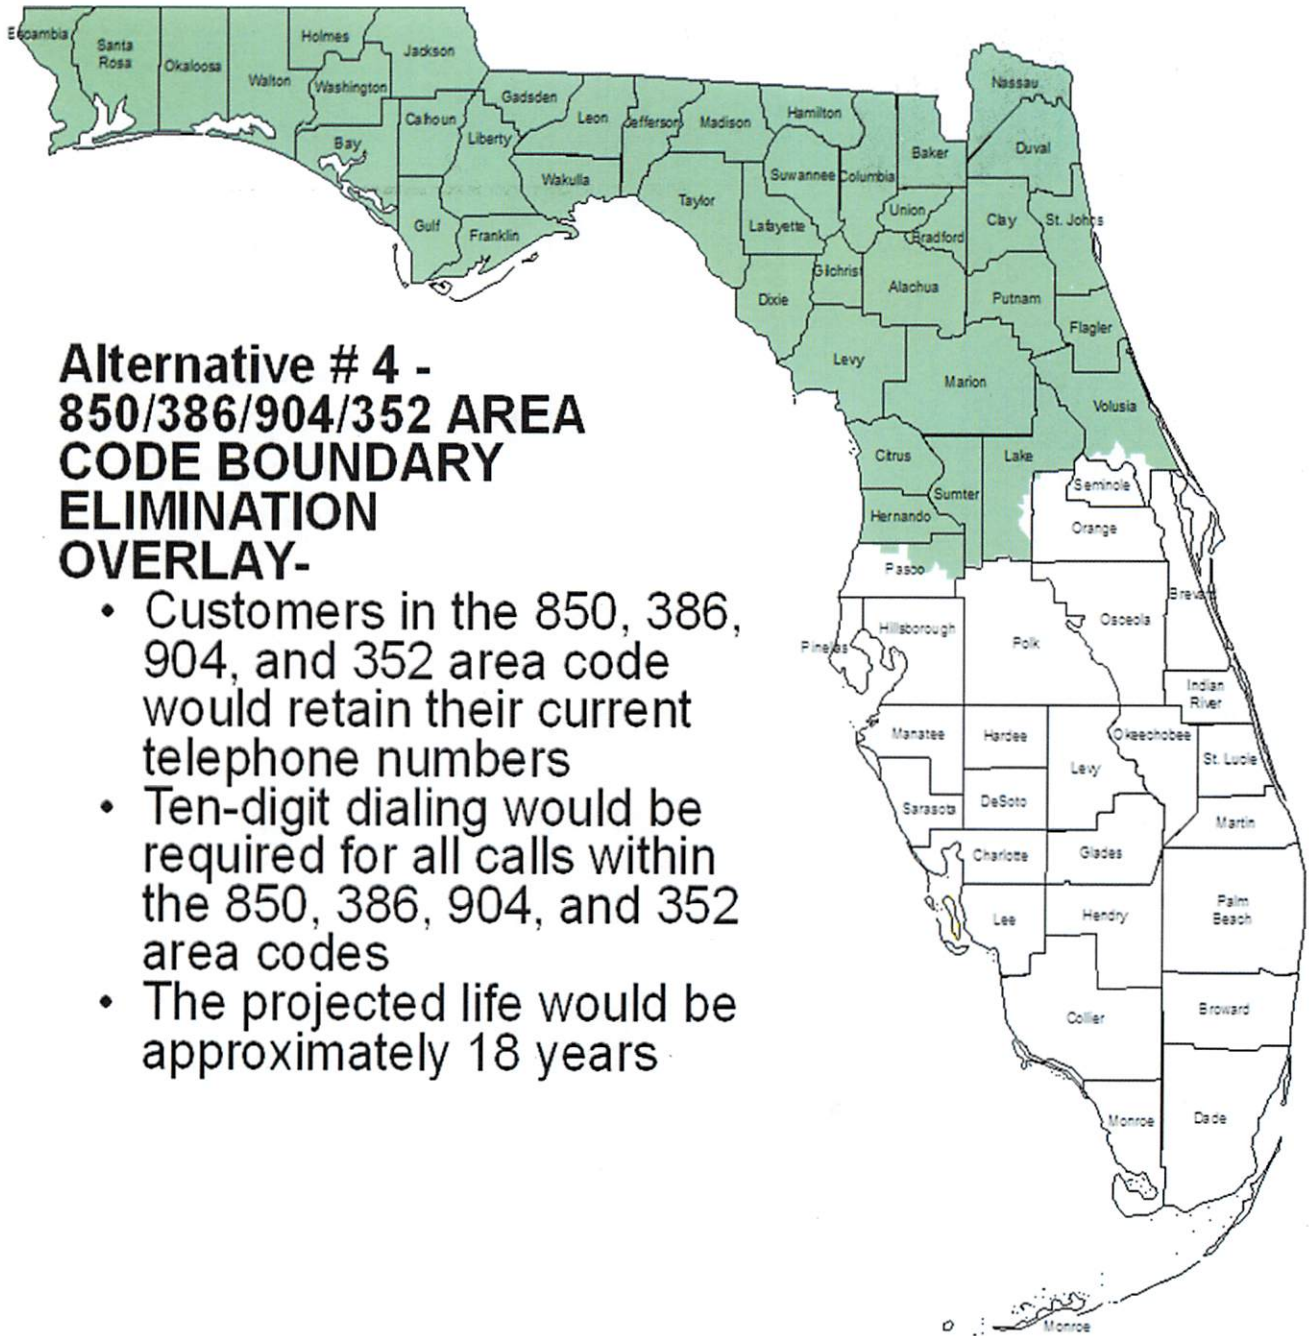 Alternative # 4 -
850/386/904/352 AREA
CODE BOUNDARY
ELIMINATION
OVERLAY-
• Customers in the 850, 386,
904, and 352 area code
would retain their current
telephone numbers
• Ten-digit dialing would be
required for all calls within
the 850, 386, 904, and 352
area codes
• The projected life would be
approximately 18 years
Escambia
Santa
Rosa
Okaloosa
Walton
Holmes
Washington
Jackson
Bay
Calhoun
Gulf
Liberty
Gadsden
Franklin
Leon
Wakulla
Jefferson
Madison
Taylor
Hamilton
Suwannee
Lafayette
Dixie
Columbia
Gilchrist
Baker
Union
Bradford
Alachua
Levy
Nassau
Duval
Clay
St. Johns
Putnam
Flagler
Marion
Volusia
Citrus
Sumter
Lake
Hernando
Seminole
Orange
Pasco
Pinellas
Hillsborough
Polk
Osceola
Brevard
Indian
River
Manatee
Hardee
Levy
Okeechobee
St. Lucie
Sarasota
DeSoto
Martin
Charlotte
Glades
Lee
Hendry
Palm
Beach
Collier
Broward
Monroe
Dade
Monroe